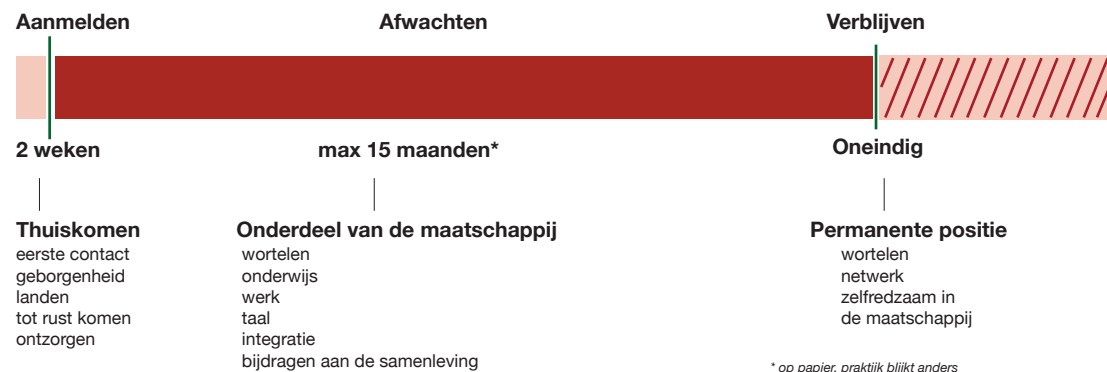 Aanmelden
Afwachten
Verblijven
2 weken
max 15 maanden*
Oneindig
Thuiskomen
eerste contact
geborgenheid
landen
tot rust komen
ontzorgen
Onderdeel van de maatschappij
wortelen
onderwijs
werk
taal
integratie
bijdragen aan de samenleving
Permanente positie
wortelen
netwerk
zelfredzaam in
de maatschappij
* op papier, praktijk blijkt anders